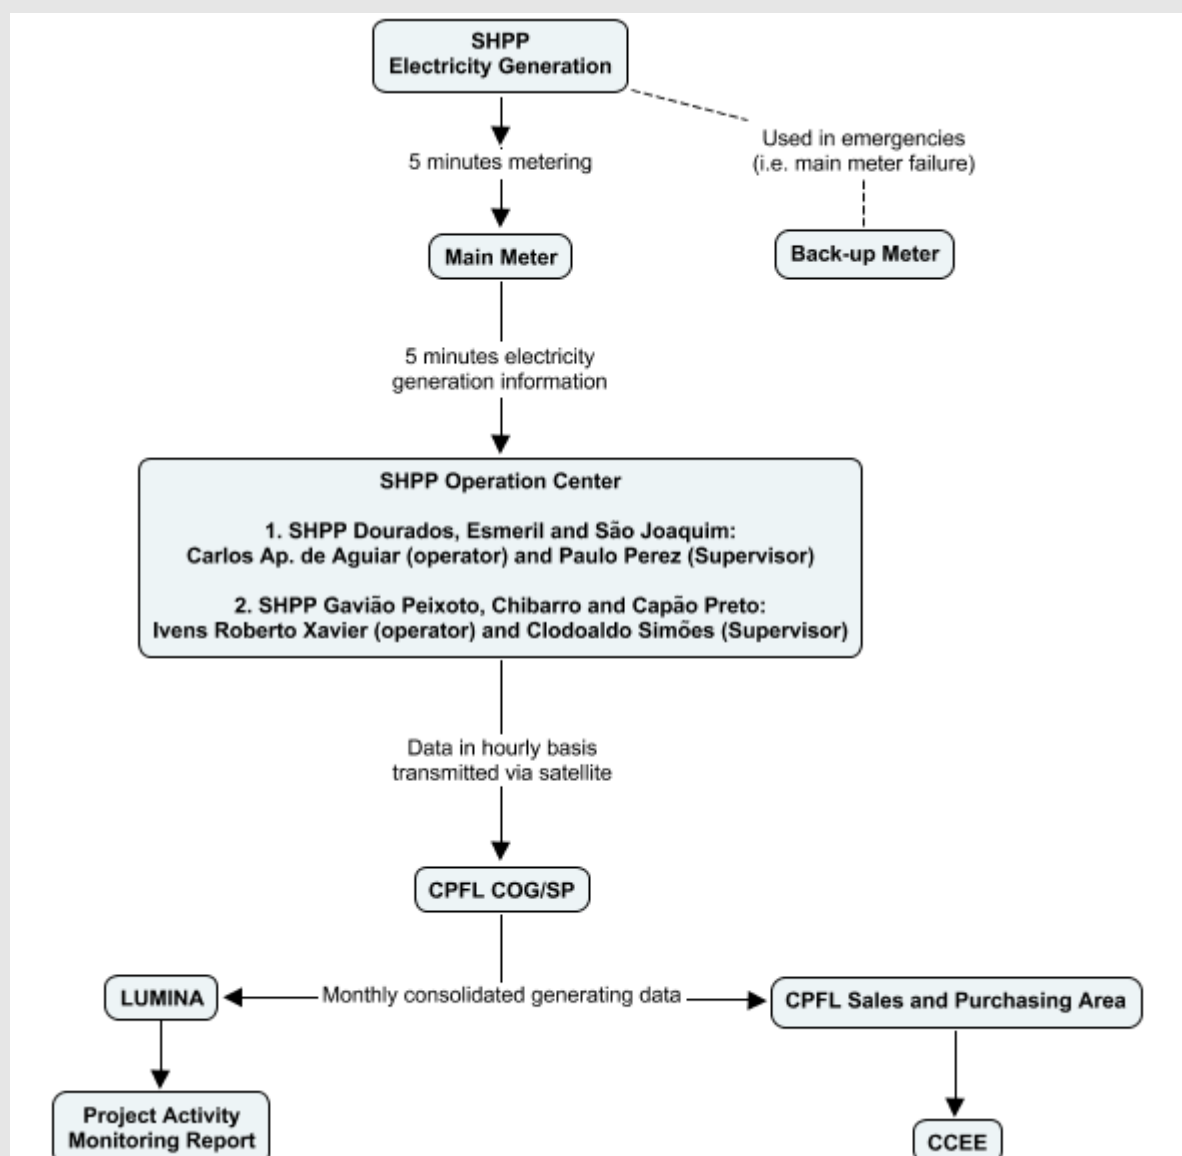 SHPP
Electricity Generation
Used in emergencies
(i.e. main meter failure)
5 minutes metering
Main Meter
Back-up Meter
5 minutes electricity
generation information
SHPP Operation Center
1. SHPP Dourados, Esmeril and São Joaquim:
Carlos Ap. de Aguiar (operator) and Paulo Perez (Supervisor)
2. SHPP Gavião Peixoto, Chibarro and Capão Preto:
Ivens Roberto Xavier (operator) and Clodoaldo Simões (Supervisor)
Data in hourly basis
transmitted via satellite
CPFL COG/SP
LUMINA
Monthly consolidated generating data
CPFL Sales and Purchasing Area
Project Activity
Monitoring Report
CCEE